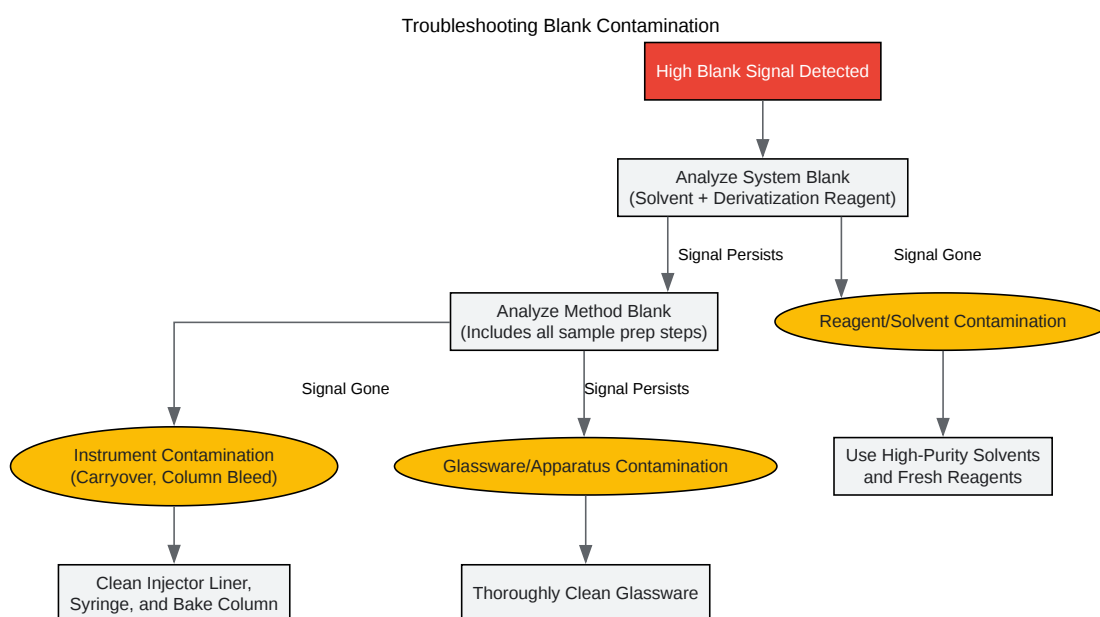 Troubleshooting Blank Contamination
High Blank Signal Detected
Analyze System Blank
(Solvent + Derivatization Reagent)
Signal Persists
Signal Gone
Analyze Method Blank
(Includes all sample prep steps)
Reagent/Solvent Contamination
Signal Gone
Signal Persists
Instrument Contamination
(Carryover, Column Bleed)
Glassware/Apparatus Contamination
Use High-Purity Solvents
and Fresh Reagents
Clean Injector Liner,
Syringe, and Bake Column
Thoroughly Clean Glassware